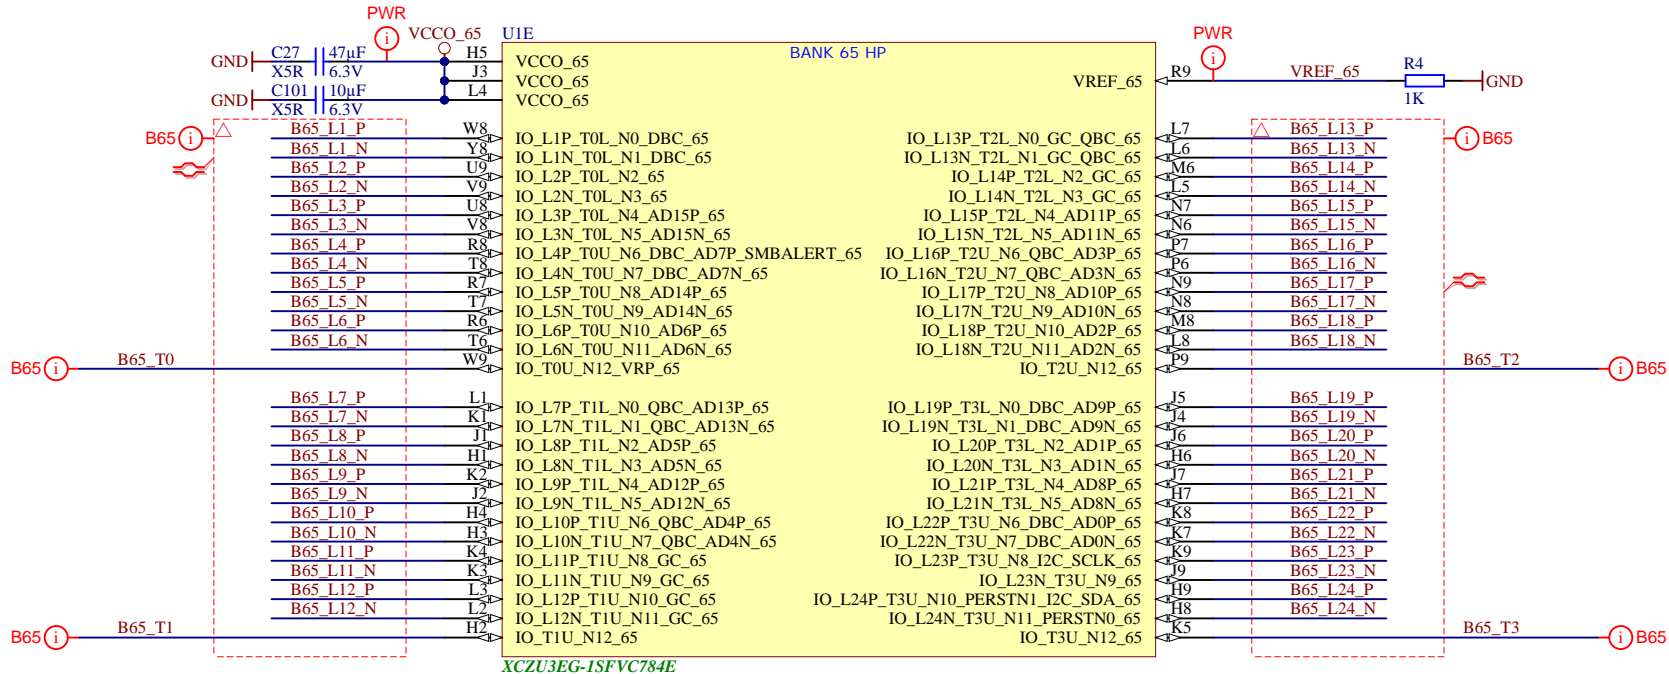 PWR
VCCO_65
U1E
BANK 65 HP
PWR
GND C27 47µF H5 VCCO_65
X5R 6.3V J3 VCCO_65
GND C101 10µF L4 VCCO_65
X5R 6.3V
R9 VREF_65 VREF_65 R4 GND
1K
B65 i
i B65
B65_L1_P W8 IO_L1P_T0L_N0_DBC_65 IO_L13P_T2L_N0_GC_QBC_65 L7 B65_L13_P
B65_L1_N Y8 IO_L1N_T0L_N1_DBC_65 IO_L13N_T2L_N1_GC_QBC_65 L6 B65_L13_N
B65_L2_P U9 IO_L2P_T0L_N2_65 IO_L14P_T2L_N2_GC_65 M6 B65_L14_P
B65_L2_N V9 IO_L2N_T0L_N3_65 IO_L14N_T2L_N3_GC_65 L5 B65_L14_N
B65_L3_P U8 IO_L3P_T0L_N4_AD15P_65 IO_L15P_T2L_N4_AD11P_65 N7 B65_L15_P
B65_L3_N V8 IO_L3N_T0L_N5_AD15N_65 IO_L15N_T2L_N5_AD11N_65 N6 B65_L15_N
B65_L4_P R8 IO_L4P_T0U_N6_DBC_AD7P_SMBALERT_65 IO_L16P_T2U_N6_QBC_AD3P_65 P7 B65_L16_P
B65_L4_N T8 IO_L4N_T0U_N7_DBC_AD7N_65 IO_L16N_T2U_N7_QBC_AD3N_65 P6 B65_L16_N
B65_L5_P R7 IO_L5P_T0U_N8_AD14P_65 IO_L17P_T2U_N8_AD10P_65 N9 B65_L17_P
B65_L5_N T7 IO_L5N_T0U_N9_AD14N_65 IO_L17N_T2U_N9_AD10N_65 N8 B65_L17_N
B65_L6_P R6 IO_L6P_T0U_N10_AD6P_65 IO_L18P_T2U_N10_AD2P_65 M8 B65_L18_P
B65_L6_N T6 IO_L6N_T0U_N11_AD6N_65 IO_L18N_T2U_N11_AD2N_65 L8 B65_L18_N
B65 i B65_T0 W9 IO_T0U_N12_VRP_65 IO_T2U_N12_65 P9 B65_T2 i B65
B65_L7_P L1 IO_L7P_T1L_N0_QBC_AD13P_65 IO_L19P_T3L_N0_DBC_AD9P_65 J5 B65_L19_P
B65_L7_N K1 IO_L7N_T1L_N1_QBC_AD13N_65 IO_L19N_T3L_N1_DBC_AD9N_65 J4 B65_L19_N
B65_L8_P J1 IO_L8P_T1L_N2_AD5P_65 IO_L20P_T3L_N2_AD1P_65 J6 B65_L20_P
B65_L8_N H1 IO_L8N_T1L_N3_AD5N_65 IO_L20N_T3L_N3_AD1N_65 H6 B65_L20_N
B65_L9_P K2 IO_L9P_T1L_N4_AD12P_65 IO_L21P_T3L_N4_AD8P_65 J7 B65_L21_P
B65_L9_N J2 IO_L9N_T1L_N5_AD12N_65 IO_L21N_T3L_N5_AD8N_65 H7 B65_L21_N
B65_L10_P H4 IO_L10P_T1U_N6_QBC_AD4P_65 IO_L22P_T3U_N6_DBC_AD0P_65 K8 B65_L22_P
B65_L10_N H3 IO_L10N_T1U_N7_QBC_AD4N_65 IO_L22N_T3U_N7_DBC_AD0N_65 K7 B65_L22_N
B65_L11_P K4 IO_L11P_T1U_N8_GC_65 IO_L23P_T3U_N8_I2C_SCLK_65 K9 B65_L23_P
B65_L11_N K3 IO_L11N_T1U_N9_GC_65 IO_L23N_T3U_N9_65 J9 B65_L23_N
B65_L12_P L3 IO_L12P_T1U_N10_GC_65 IO_L24P_T3U_N10_PERSTN1_I2C_SDA_65 H9 B65_L24_P
B65_L12_N L2 IO_L12N_T1U_N11_GC_65 IO_L24N_T3U_N11_PERSTN0_65 H8 B65_L24_N
B65 i B65_T1 H2 IO_T1U_N12_65 IO_T3U_N12_65 K5 B65_T3 i B65
XCZU3EG-1SFVC784E